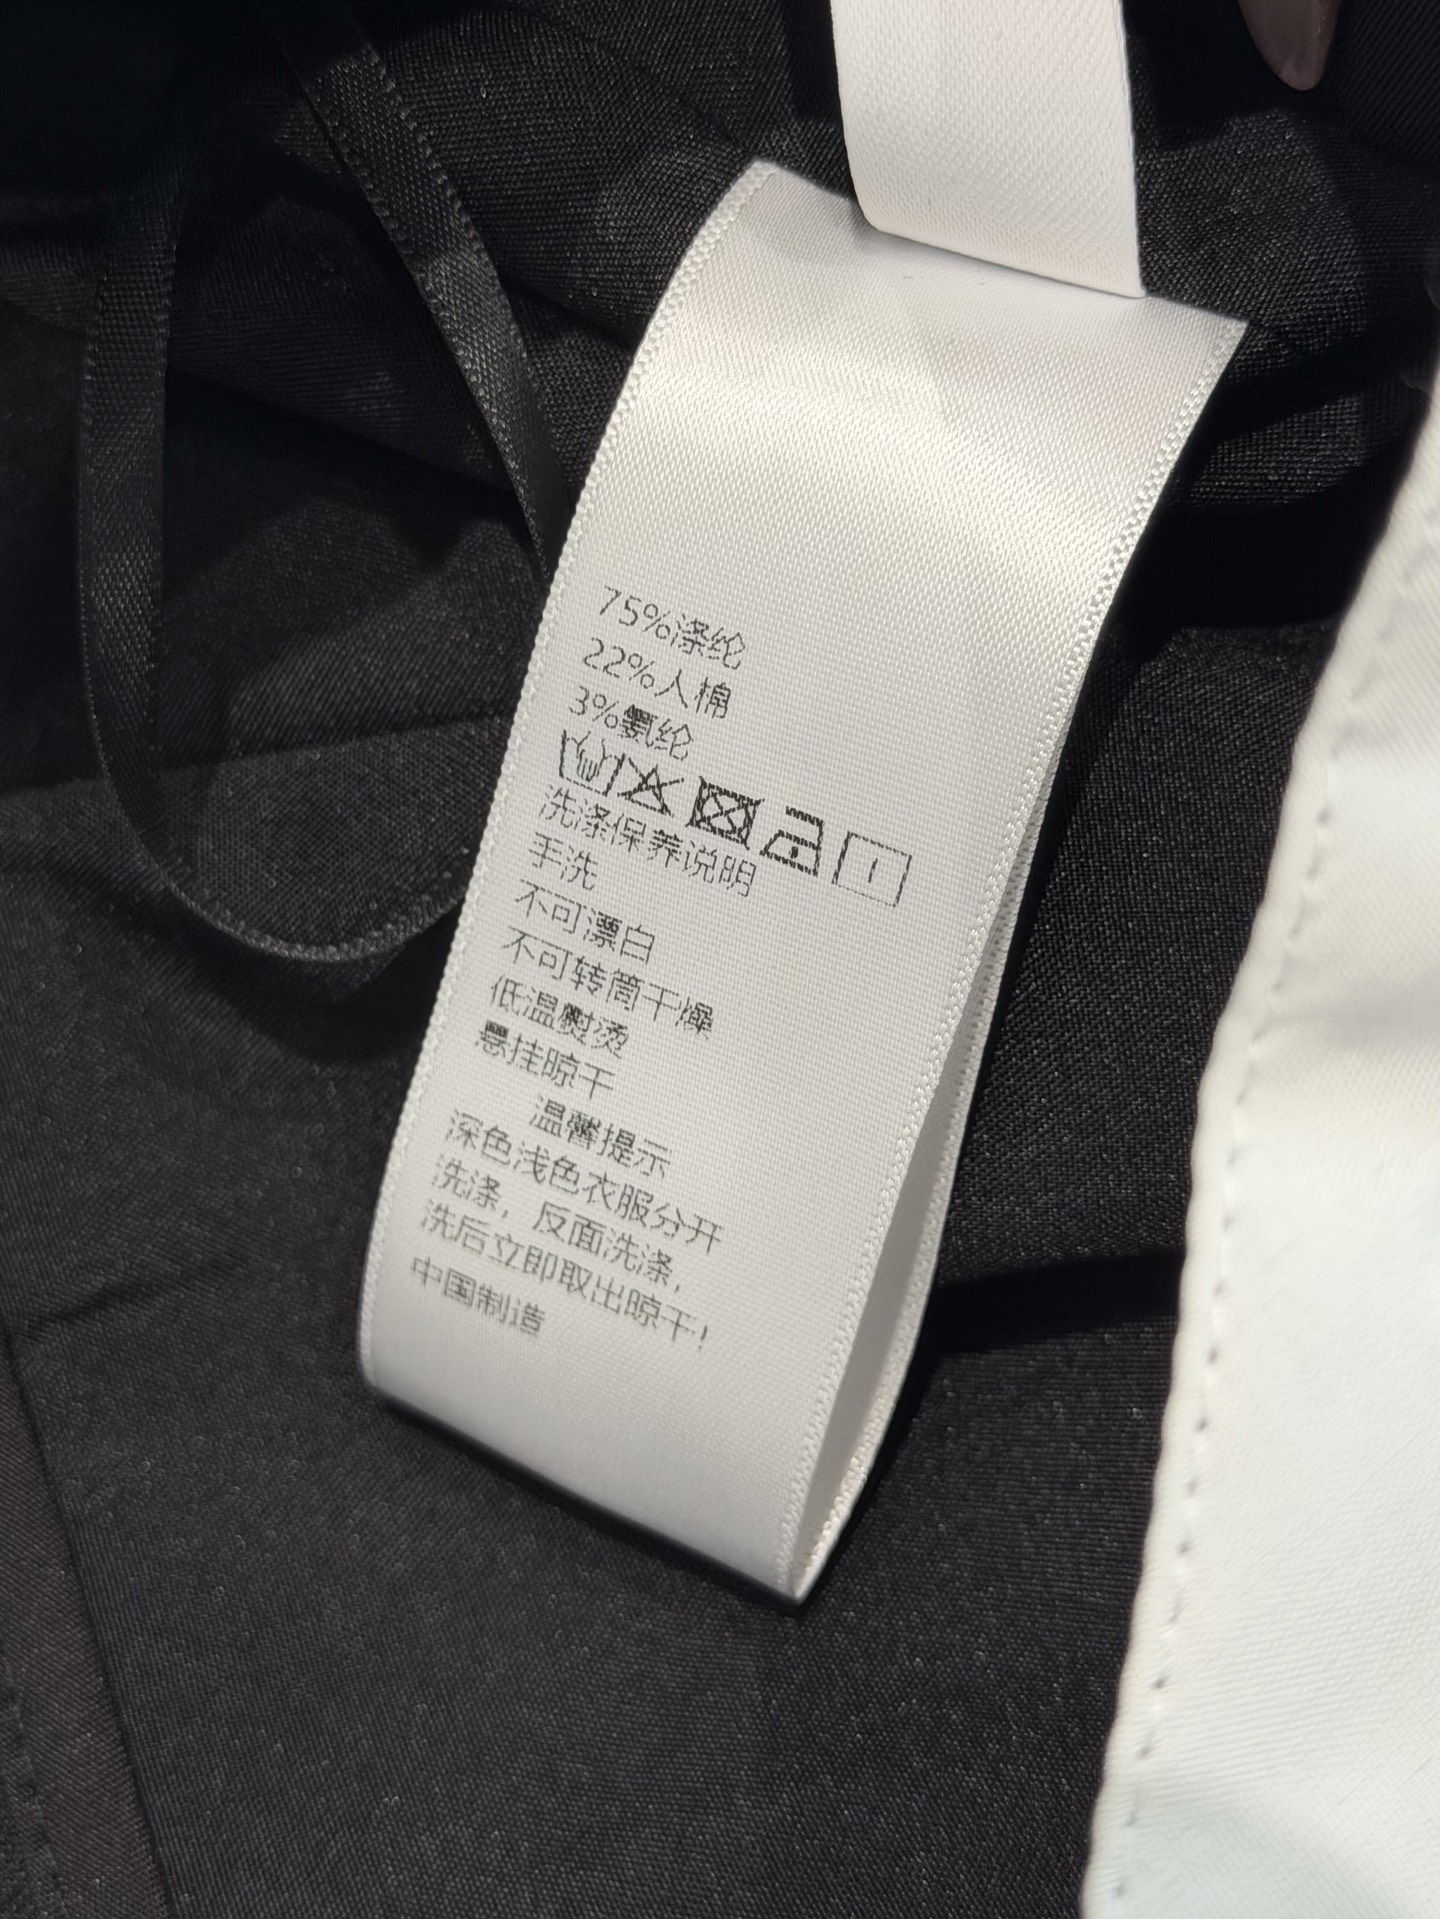 75%涤纶
22%人棉
3%氨纶
洗涤保养说明
手洗
不可漂白
不可转筒干燥
低温熨烫
悬挂晾干
温馨提示
深色浅色衣服分开
洗涤，反面洗涤，
洗后立即取出晾干！
中国制造